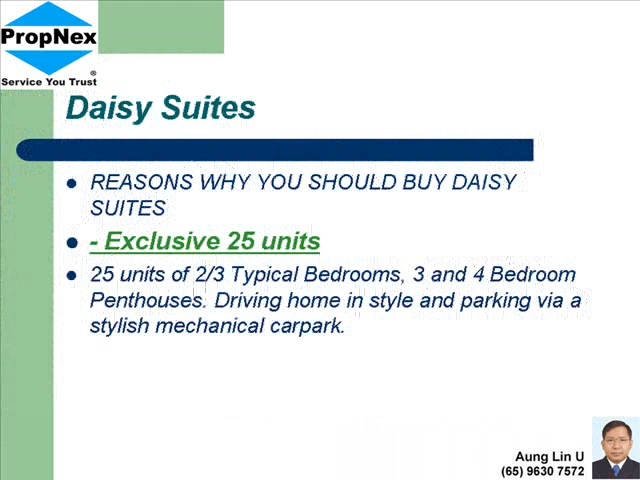 PropNex
®
Service You Trust
Daisy Suites
REASONS WHY YOU SHOULD BUY DAISY
SUITES
- Exclusive 25 units
25 units of 2/3 Typical Bedrooms, 3 and 4 Bedroom
Penthouses. Driving home in style and parking via a
stylish mechanical carpark.
Aung Lin U
(65) 9630 7572